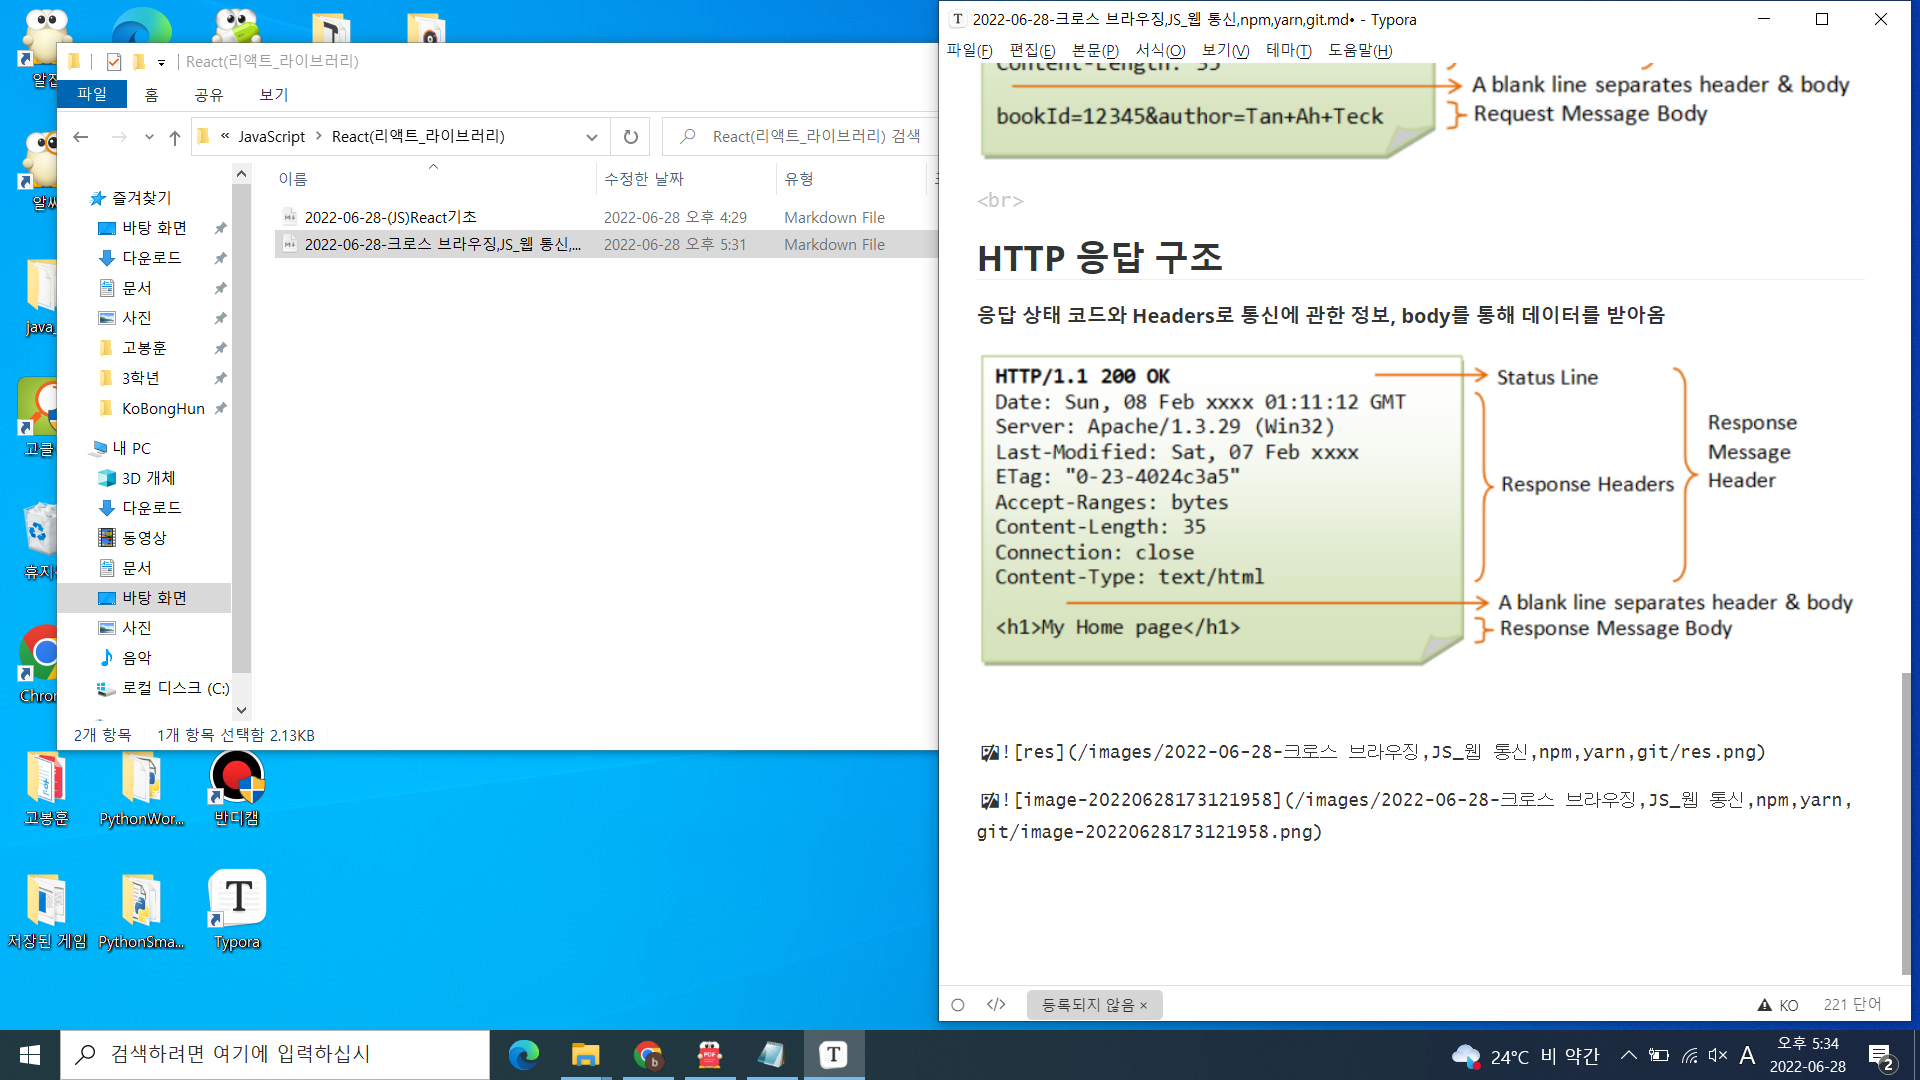 React(리액트_라이브러리)
파일 홈 공유 보기
« JavaScript > React(리액트_라이브러리)
React(리액트_라이브러리) 검색
즐겨찾기
바탕 화면
다운로드
문서
사진
고봉훈
3학년
KoBongHun
내 PC
3D 개체
다운로드
동영상
문서
바탕 화면
사진
음악
로컬 디스크 (C:)
이름 수정한 날짜 유형
2022-06-28-(JS)React기초 2022-06-28 오후 4:29 Markdown File
2022-06-28-크로스 브라우징,JS_웹 통신,... 2022-06-28 오후 5:31 Markdown File
2개 항목 1개 항목 선택함 2.13KB
고봉훈
PythonWor...
반디캠
저장된 게임
PythonSma...
Typora
2022-06-28-크로스 브라우징,JS_웹 통신,npm,yarn,git.md• - Typora
파일(F) 편집(E) 본문(P) 서식(O) 보기(V) 테마(T) 도움말(H)
Content-Length: 35
A blank line separates header & body
bookId=12345&author=Tan+Ah+Teck
Request Message Body
<br>
HTTP 응답 구조
응답 상태 코드와 Headers로 통신에 관한 정보, body를 통해 데이터를 받아옴
HTTP/1.1 200 OK
Status Line
Date: Sun, 08 Feb xxxx 01:11:12 GMT
Server: Apache/1.3.29 (Win32)
Last-Modified: Sat, 07 Feb xxxx
ETag: "0-23-4024c3a5"
Accept-Ranges: bytes
Content-Length: 35
Connection: close
Content-Type: text/html
Response Headers
Response
Message
Header
A blank line separates header & body
<h1>My Home page</h1>
Response Message Body
![res](/images/2022-06-28-크로스 브라우징,JS_웹 통신,npm,yarn,git/res.png)
![image-20220628173121958](/images/2022-06-28-크로스 브라우징,JS_웹 통신,npm,yarn,
git/image-20220628173121958.png)
</> 등록되지 않음 × KO 221 단어
검색하려면 여기에 입력하십시
24°C 비 약간 A
오후 5:34
2022-06-28
2